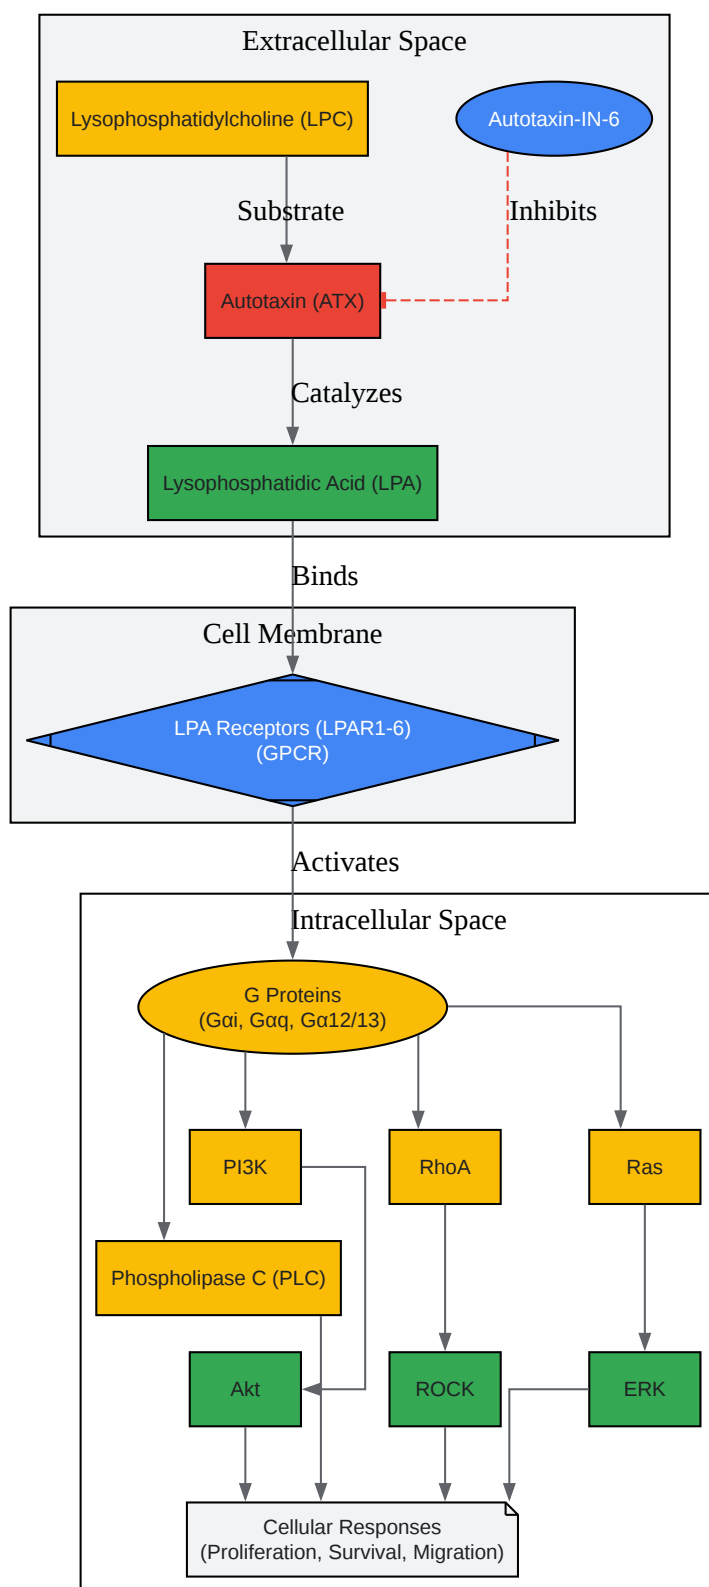 Extracellular Space
Lysophosphatidylcholine (LPC)
Autotaxin-IN-6
Substrate
Inhibits
Autotaxin (ATX)
Catalyzes
Lysophosphatidic Acid (LPA)
Binds
Cell Membrane
LPA Receptors (LPAR1-6)
(GPCR)
Activates
Intracellular Space
G Proteins
(Gαi, Gαq, Gα12/13)
PI3K
RhoA
Ras
Phospholipase C (PLC)
Akt
ROCK
ERK
Cellular Responses
(Proliferation, Survival, Migration)